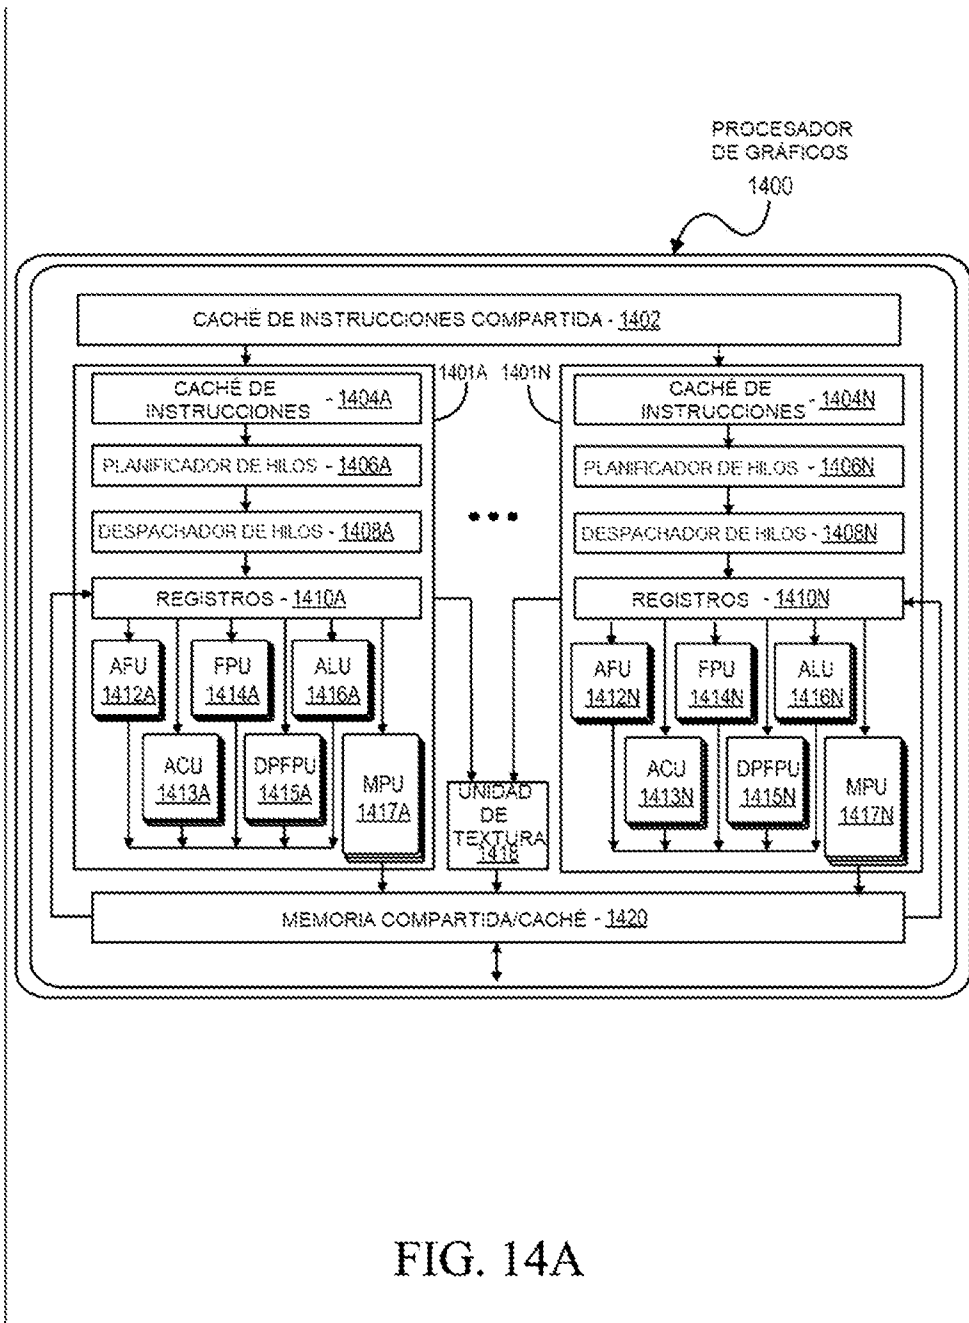 PROCESADOR
DE GRÁFICOS
1400
CACHÉ DE INSTRUCCIONES COMPARTIDA - 1402
1401A
1401N
CACHÉ DE
INSTRUCCIONES - 1404A
PLANIFICADOR DE HILOS - 1406A
DESPACHADOR DE HILOS - 1408A
REGISTROS - 1410A
AFU
1412A
FPU
1414A
ALU
1416A
ACU
1413A
DPFPU
1415A
MPU
1417A
CACHÉ DE
INSTRUCCIONES - 1404N
PLANIFICADOR DE HILOS - 1406N
DESPACHADOR DE HILOS - 1408N
REGISTROS - 1410N
AFU
1412N
FPU
1414N
ALU
1416N
ACU
1413N
DPFPU
1415N
MPU
1417N
UNIDAD
DE
TEXTURA
1418
MEMORIA COMPARTIDA/CACHÉ - 1420
FIG. 14A